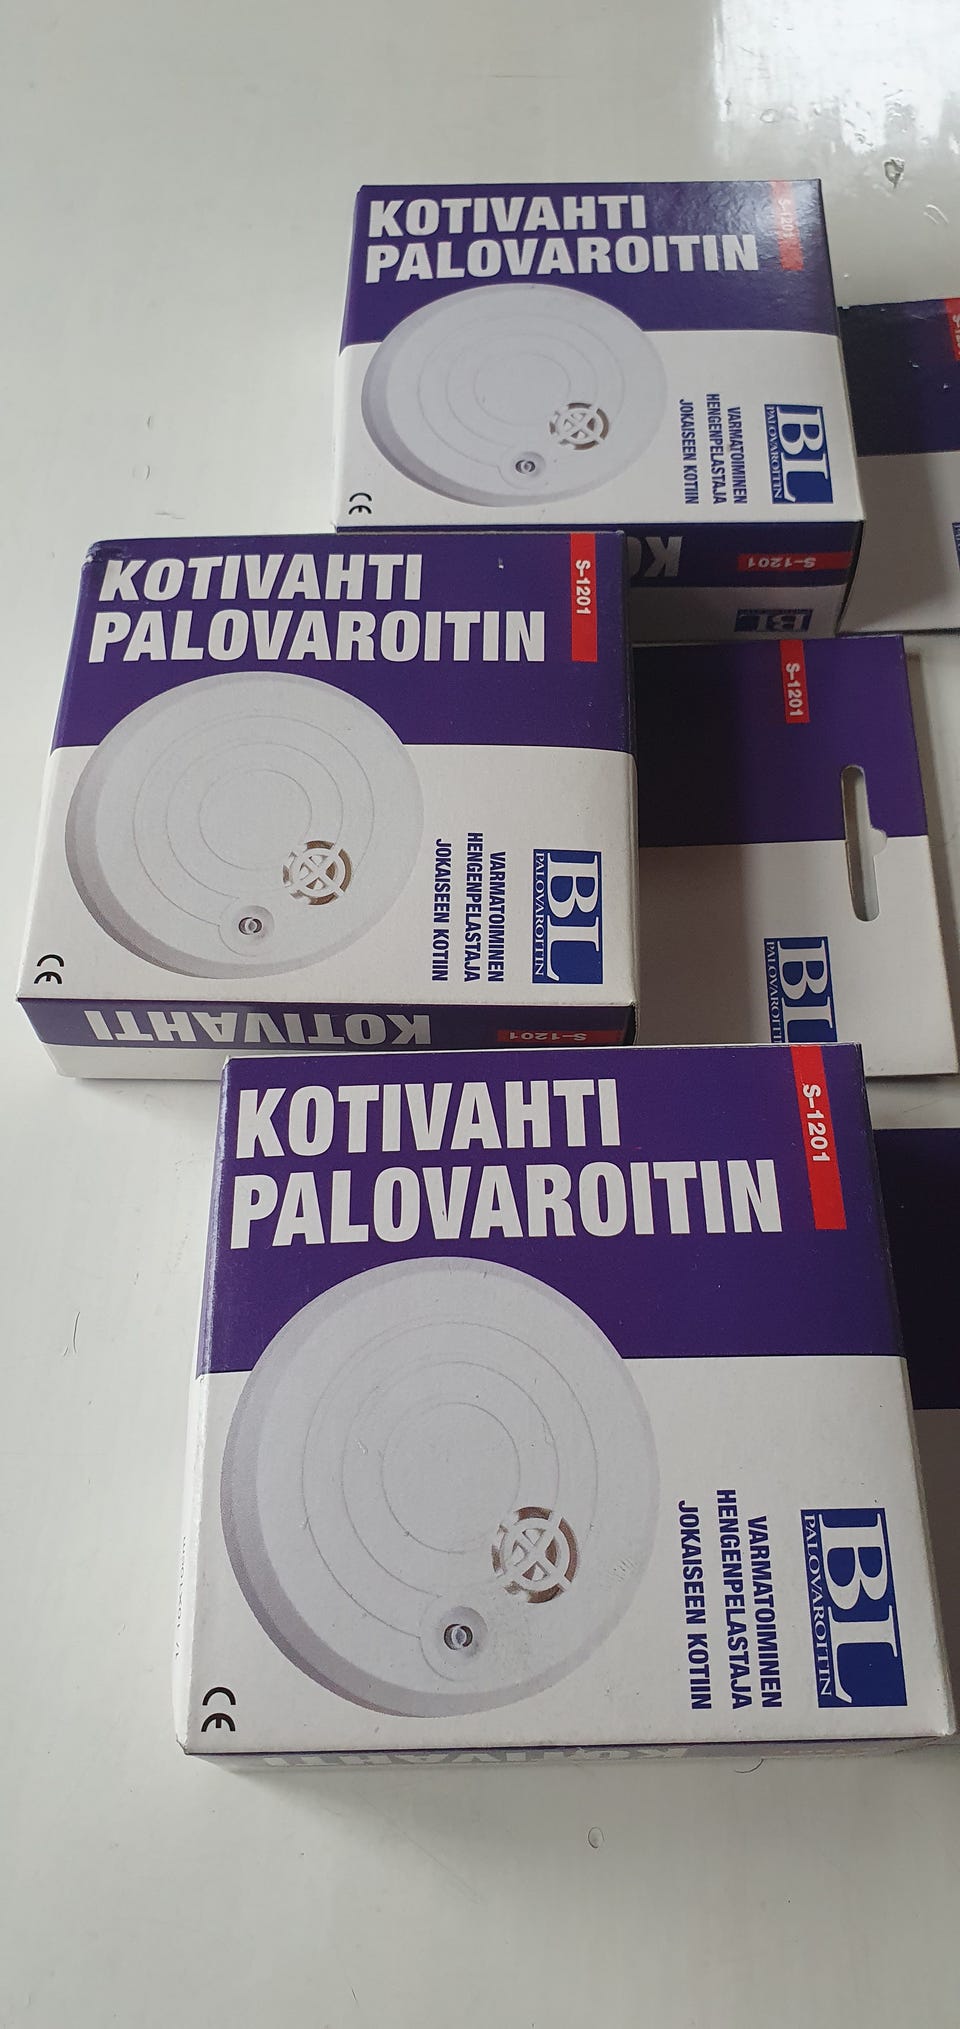 KOTIVAHTI
PALOVAROITIN
S-1201
VARMATOIMINEN
HENGENPELASTAJA
JOKAISEEN KOTIIN
BL
PALOVAROITIN
CE
S-1201
BL
KOTIVAHTI
PALOVAROITIN
S-1201
VARMATOIMINEN
HENGENPELASTAJA
JOKAISEEN KOTIIN
BL
PALOVAROITIN
CE
KOTIVAHTI
S-1201
S-1201
BL
PALOVAROITIN
KOTIVAHTI
PALOVAROITIN
S-1201
VARMATOIMINEN
HENGENPELASTAJA
JOKAISEEN KOTIIN
BL
PALOVAROITIN
CE
KOTIVAHTI